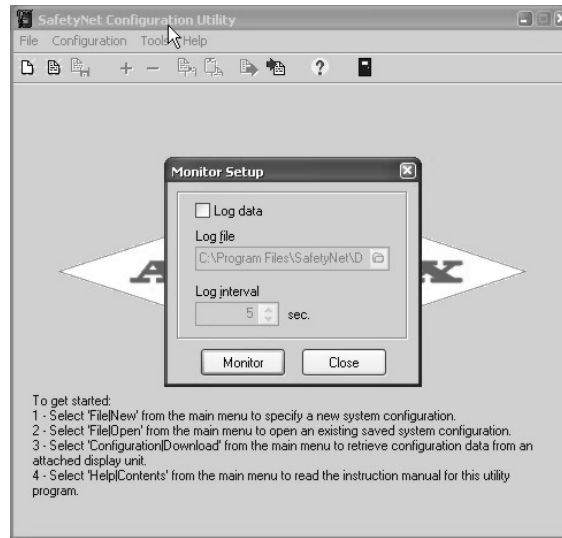 SafetyNet Configuration Utility
File Configuration Tools Help
?
Monitor Setup
Log data
Log file
C:\Program Files\SafetyNet\D
Log interval
5 sec.
Monitor Close
To get started:
1 - Select 'File|New' from the main menu to specify a new system configuration.
2 - Select 'File|Open' from the main menu to open an existing saved system configuration.
3 - Select 'Configuration|Download' from the main menu to retrieve configuration data from an
attached display unit.
4 - Select 'Help|Contents' from the main menu to read the instruction manual for this utility
program.